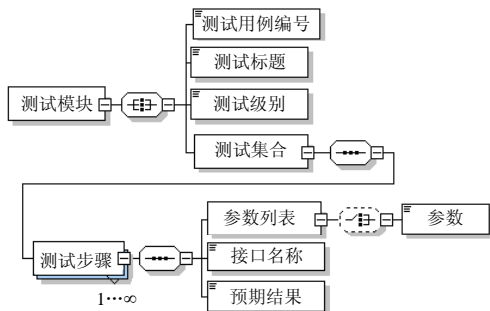 测试用例编号
测试标题
测试模块
测试级别
测试集合
参数列表
参数
测试步骤
接口名称
1…∞
预期结果